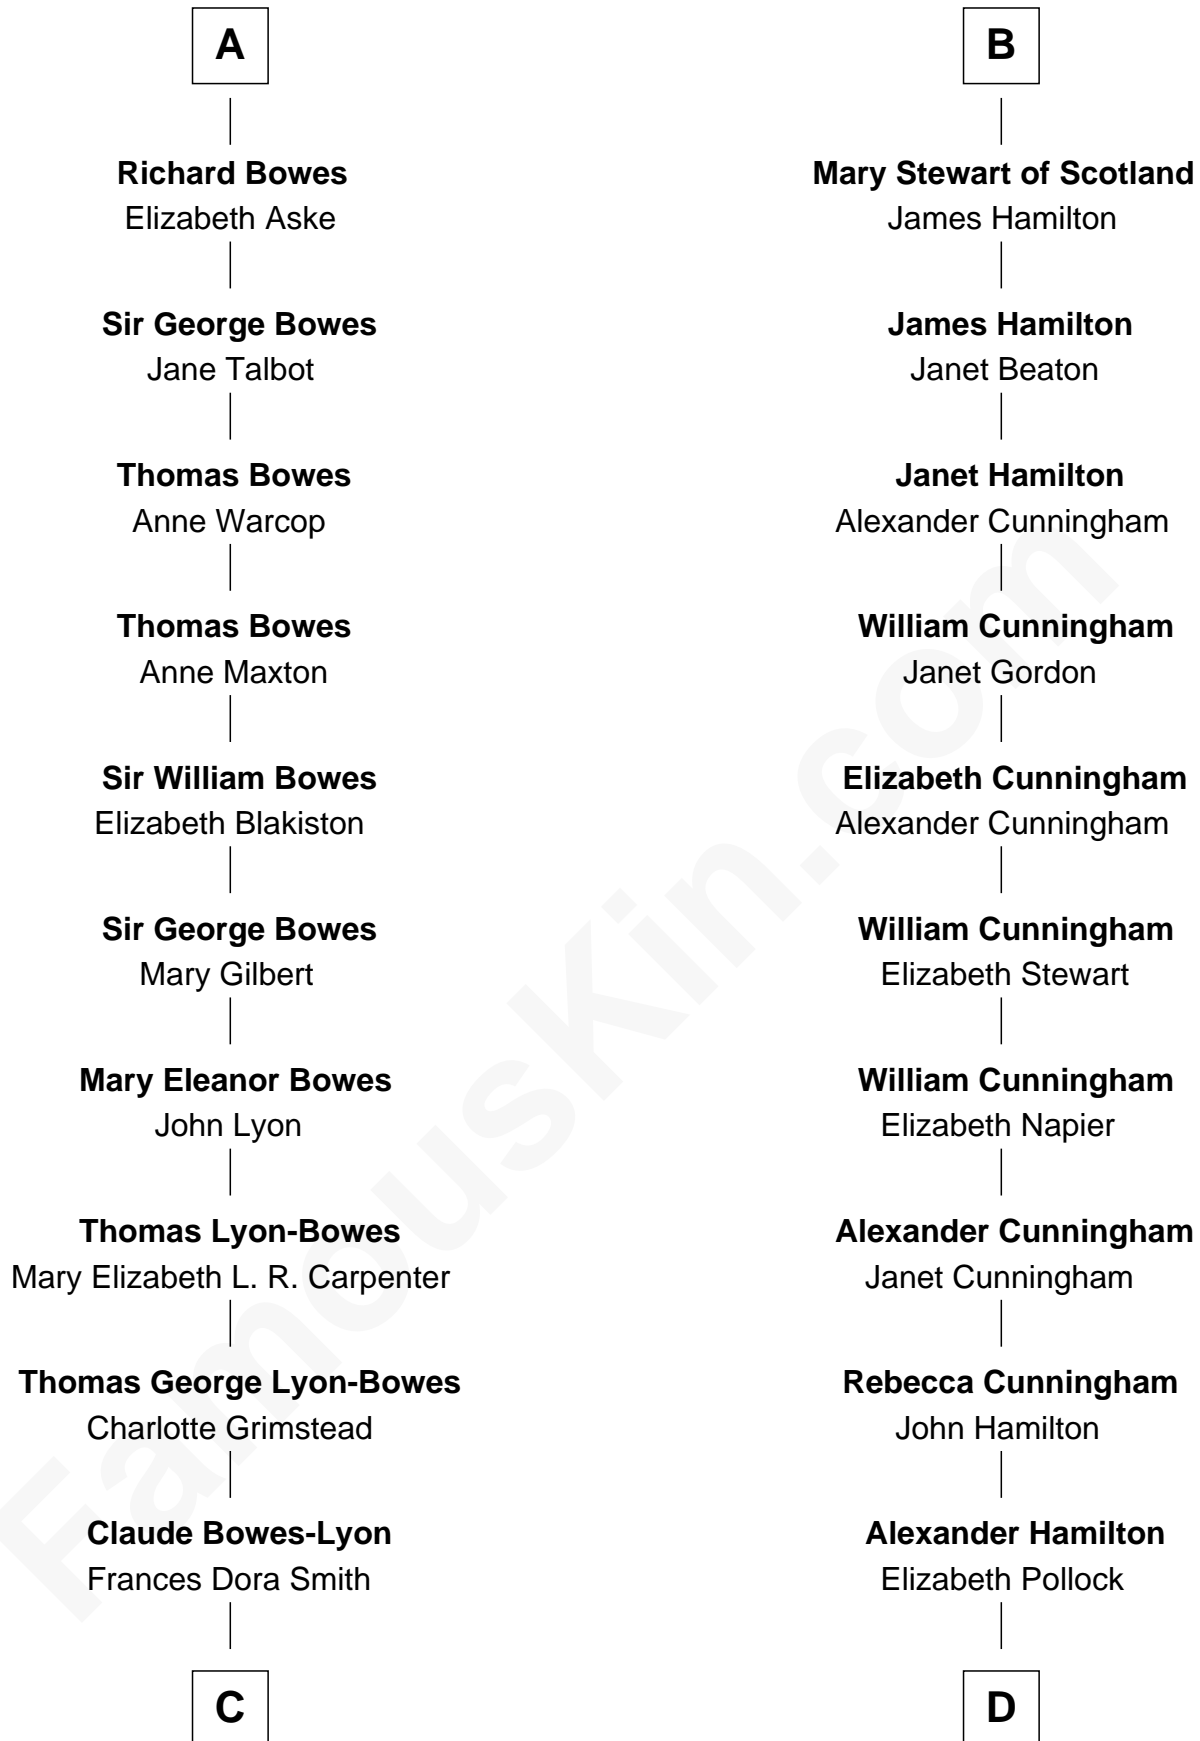 A
Richard Bowes
Elizabeth Aske
Sir George Bowes
Jane Talbot
Thomas Bowes
Anne Warcop
Thomas Bowes
Anne Maxton
Sir William Bowes
Elizabeth Blakiston
Sir George Bowes
Mary Gilbert
Mary Eleanor Bowes
John Lyon
Thomas Lyon-Bowes
Mary Elizabeth L. R. Carpenter
Thomas George Lyon-Bowes
Charlotte Grimstead
Claude Bowes-Lyon
Frances Dora Smith
C
B
Mary Stewart of Scotland
James Hamilton
James Hamilton
Janet Beaton
Janet Hamilton
Alexander Cunningham
William Cunningham
Janet Gordon
Elizabeth Cunningham
Alexander Cunningham
William Cunningham
Elizabeth Stewart
William Cunningham
Elizabeth Napier
Alexander Cunningham
Janet Cunningham
Rebecca Cunningham
John Hamilton
Alexander Hamilton
Elizabeth Pollock
D
FamousKin.com